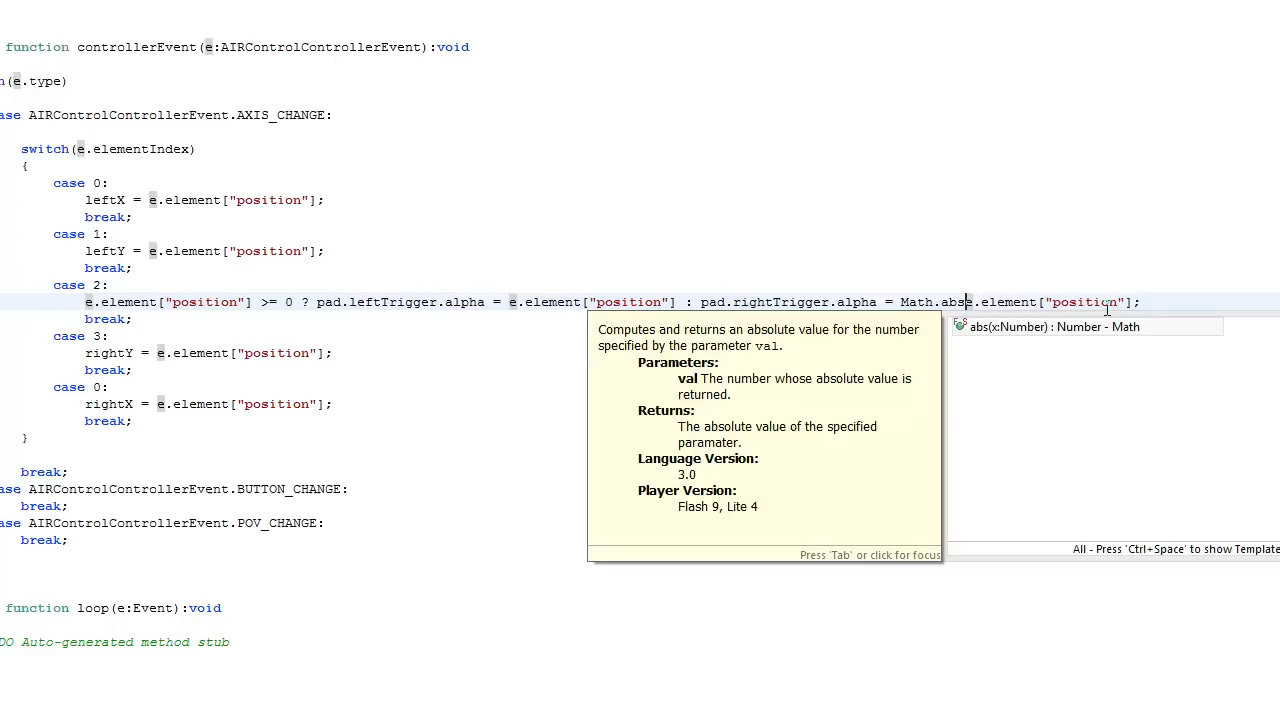 function controllerEvent(e:AIRControlControllerEvent):void
n(e.type)
ase AIRControlControllerEvent.AXIS_CHANGE:
switch(e.elementIndex)
{
case 0:
leftX = e.element["position"];
break;
case 1:
leftY = e.element["position"];
break;
case 2:
e.element["position"] >= 0 ? pad.leftTrigger.alpha = e.element["position"] : pad.rightTrigger.alpha = Math.abse.element["position"];
break;
case 3:
rightY = e.element["position"];
break;
case 0:
rightX = e.element["position"];
break;
}
break;
ase AIRControlControllerEvent.BUTTON_CHANGE:
break;
ase AIRControlControllerEvent.POV_CHANGE:
break;
function loop(e:Event):void
DO Auto-generated method stub
Computes and returns an absolute value for the number
specified by the parameter val.
Parameters:
val The number whose absolute value is
returned.
Returns:
The absolute value of the specified
paramater.
Language Version:
3.0
Player Version:
Flash 9, Lite 4
Press 'Tab' or click for focus
abs(x:Number) : Number - Math
All - Press 'Ctrl+Space' to show Template